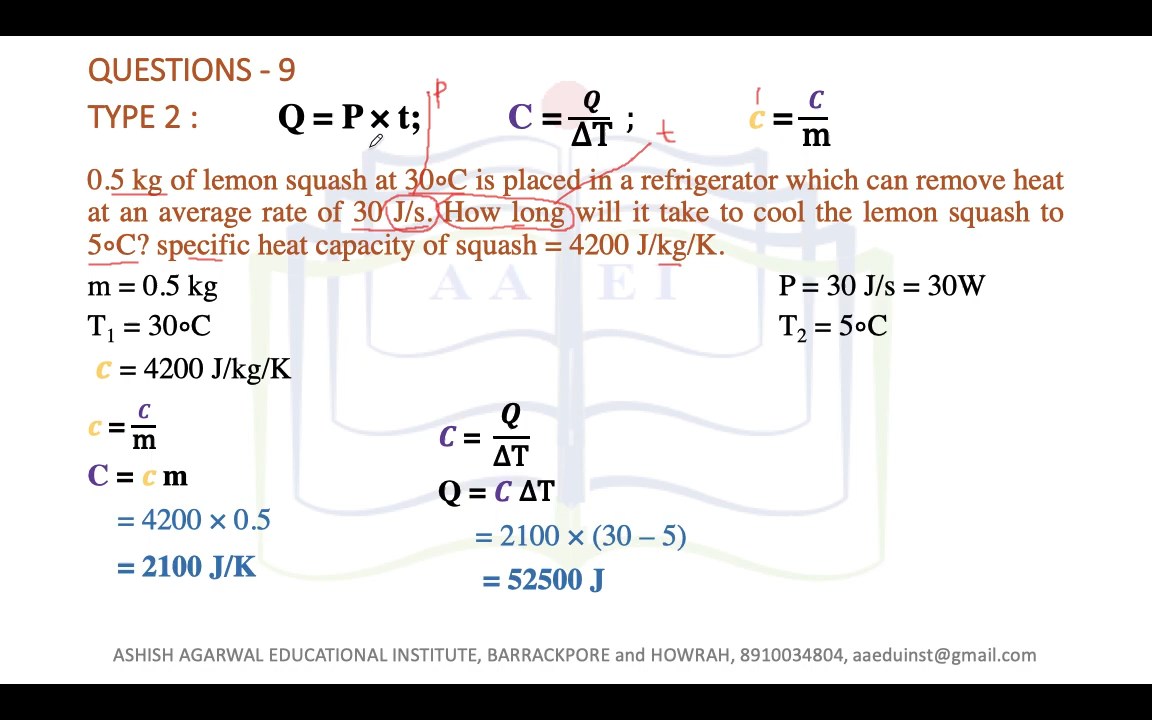 QUESTIONS - 9
TYPE 2 : Q = P × t; P C = Q/ΔT ; t 1 c = C/m
0.5 kg of lemon squash at 30∘C is placed in a refrigerator which can remove heat
at an average rate of 30 J/s. How long will it take to cool the lemon squash to
5∘C? specific heat capacity of squash = 4200 J/kg/K.
A A E I
m = 0.5 kg P = 30 J/s = 30W
T₁ = 30∘C T₂ = 5∘C
c = 4200 J/kg/K
c = C/m C = Q/ΔT
C = c m Q = C ΔT
= 4200 × 0.5 = 2100 × (30 – 5)
= 2100 J/K = 52500 J
ASHISH AGARWAL EDUCATIONAL INSTITUTE, BARRACKPORE and HOWRAH, 8910034804, aaeduinst@gmail.com